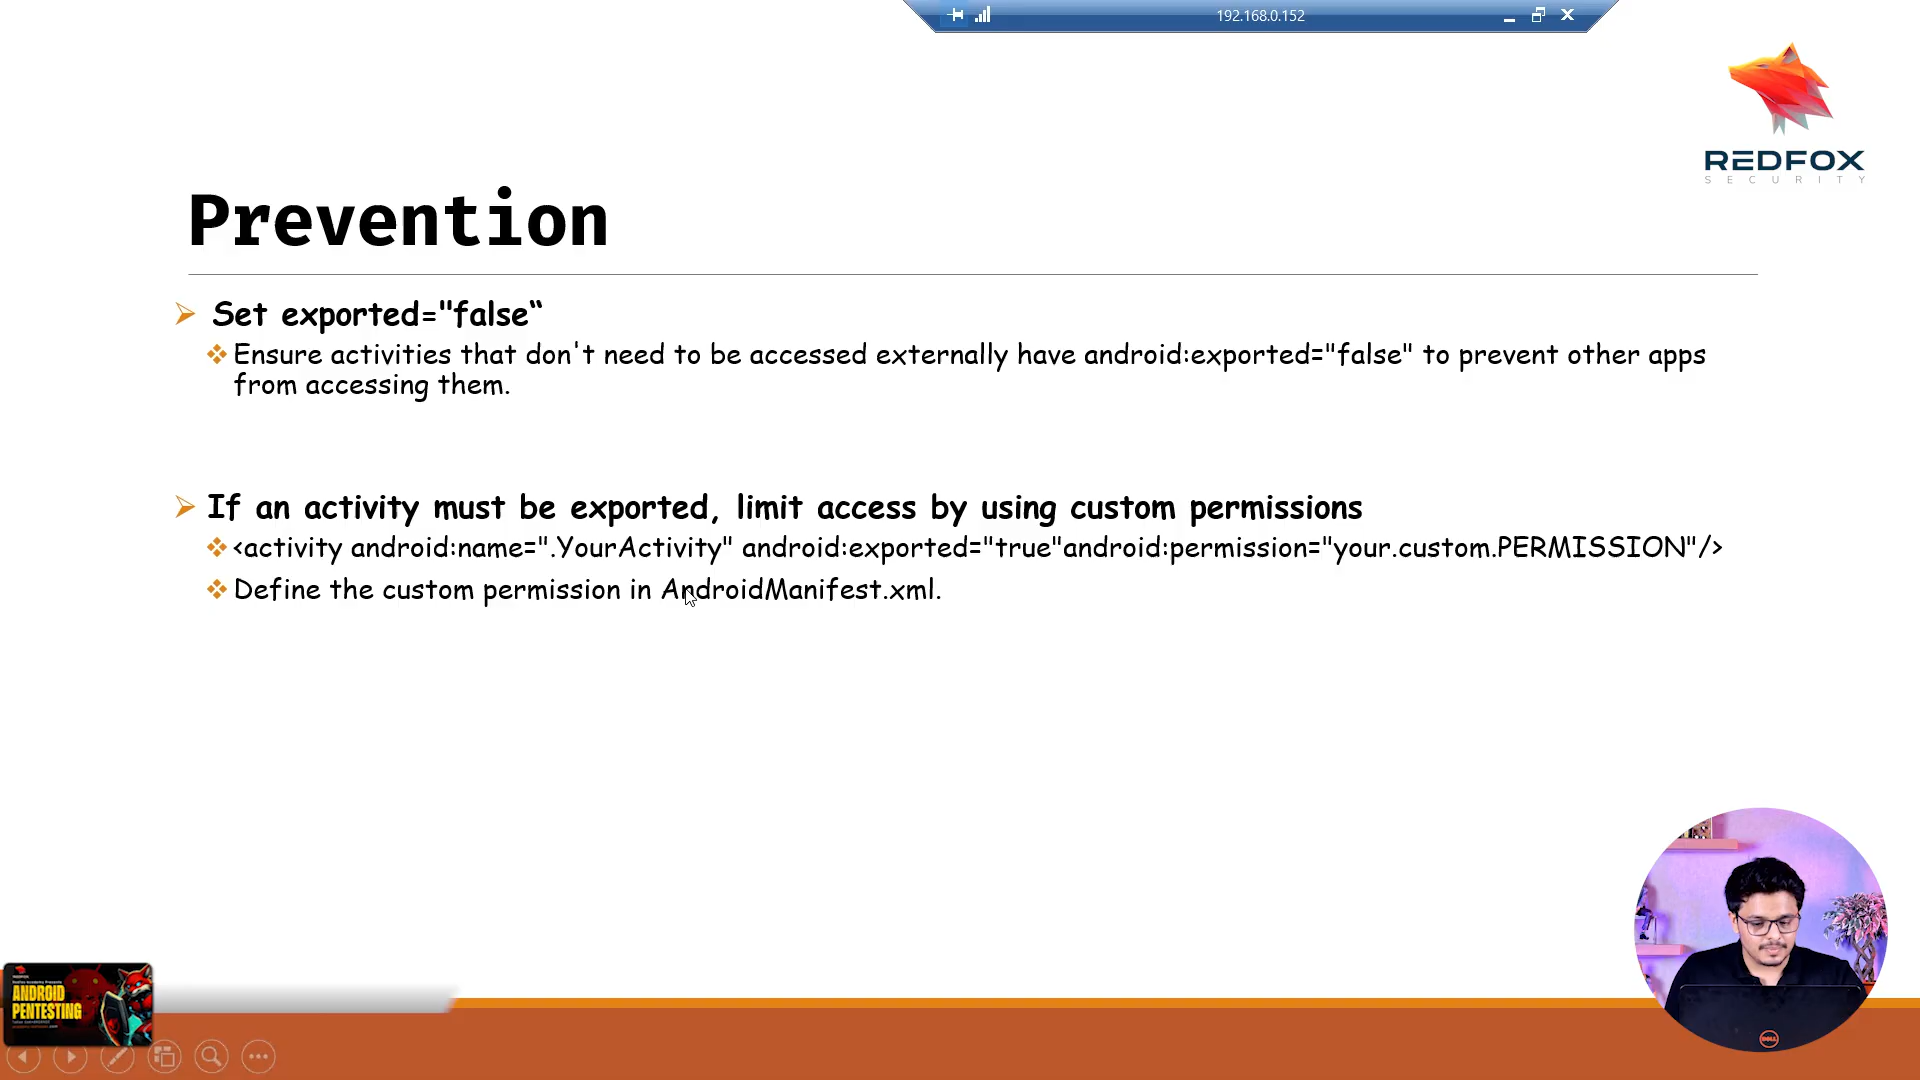 192.168.0.152
REDFOX
SECURITY
Prevention
Set exported="false“
Ensure activities that don't need to be accessed externally have android:exported="false" to prevent other apps
from accessing them.
If an activity must be exported, limit access by using custom permissions
<activity android:name=".YourActivity" android:exported="true"android:permission="your.custom.PERMISSION"/>
Define the custom permission in AndroidManifest.xml.
ANDROID
PENTESTING
DELL